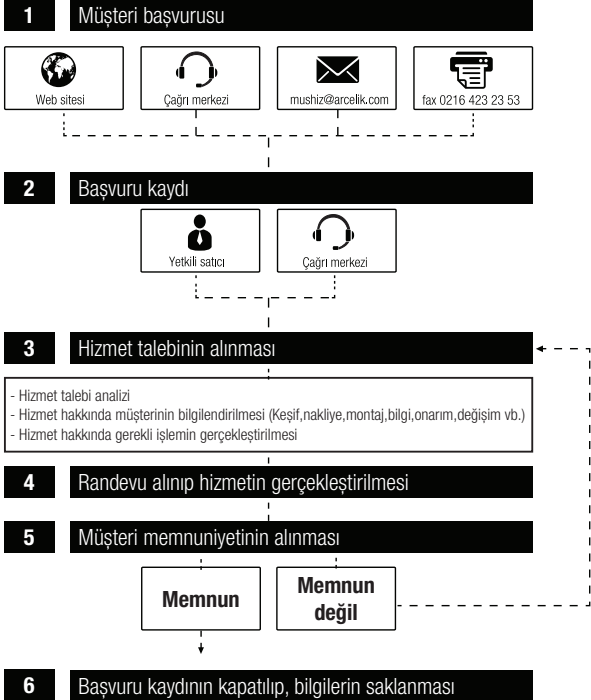 1 Müşteri başvurusu
Web sitesi
Çağrı merkezi
mushiz@arcelik.com
fax 0216 423 23 53
2 Başvuru kaydı
Yetkili satıcı
Çağrı merkezi
3 Hizmet talebinin alınması
- Hizmet talebi analizi
- Hizmet hakkında müşterinin bilgilendirilmesi (Keşif,nakliye,montaj,bilgi,onarım,değişim vb.)
- Hizmet hakkında gerekli işlemin gerçekleştirilmesi
4 Randevu alınıp hizmetin gerçekleştirilmesi
5 Müşteri memnuniyetinin alınması
Memnun
Memnun
değil
6 Başvuru kaydının kapatılıp, bilgilerin saklanması